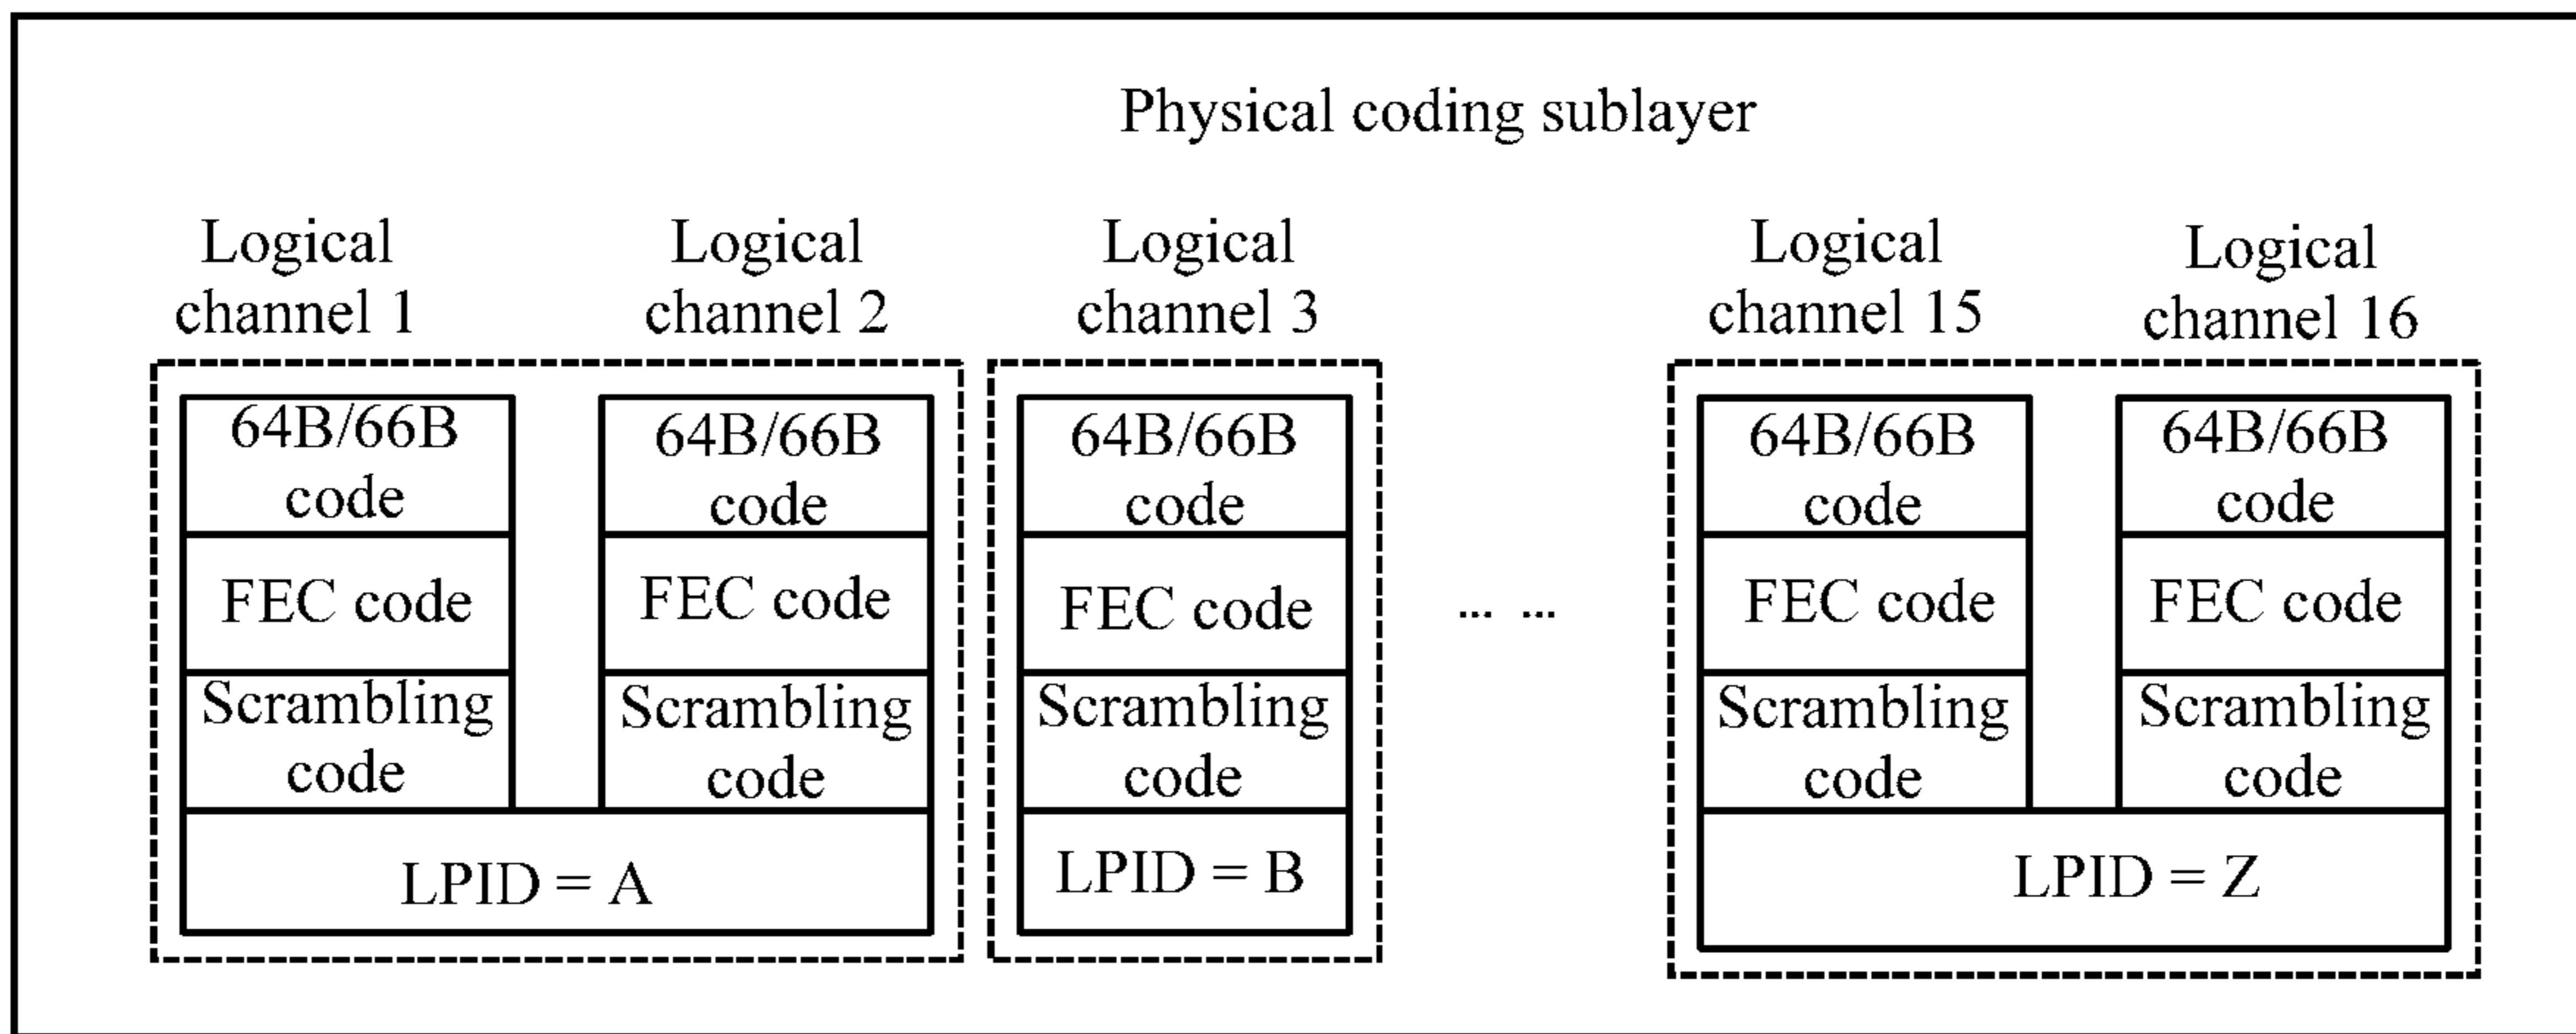 Physical coding sublayer
Logical
channel 1
Logical
channel 2
Logical
channel 3
Logical
channel 15
Logical
channel 16
64B/66B
code
64B/66B
code
64B/66B
code
64B/66B
code
64B/66B
code
FEC code
FEC code
FEC code
... ...
FEC code
FEC code
Scrambling
code
Scrambling
code
Scrambling
code
Scrambling
code
Scrambling
code
LPID = A
LPID = B
LPID = Z